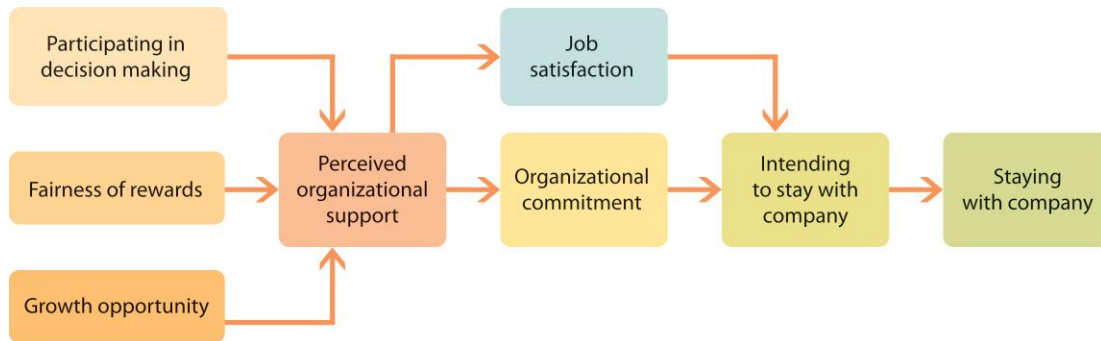 Participating in
decision making
Job
satisfaction
Fairness of rewards
Perceived
organizational
support
Organizational
commitment
Intending
to stay with
company
Staying
with company
Growth opportunity